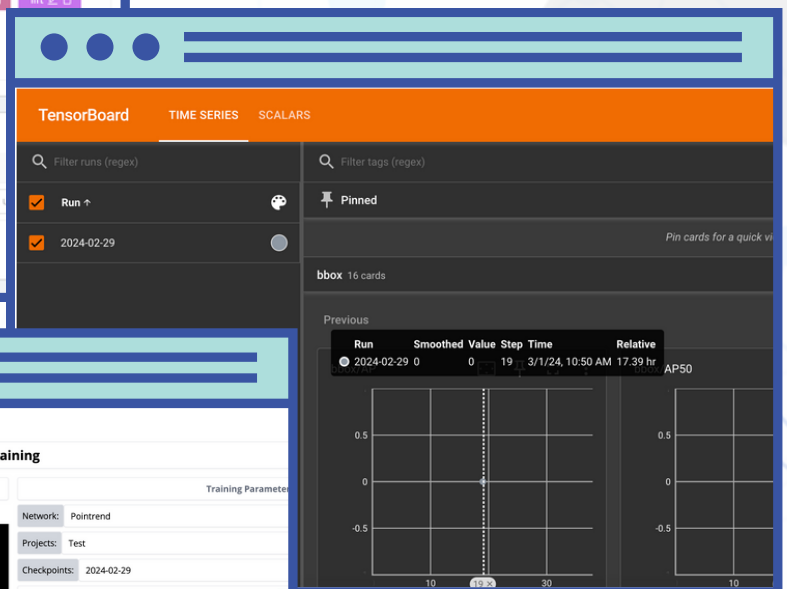 TensorBoard TIME SERIES SCALARS
Filter runs (regex)
Filter tags (regex)
Run ↑
Pinned
2024-02-29
Pin cards for a quick vi
bbox 16 cards
Previous
Run Smoothed Value Step Time Relative
2024-02-29 0 0 19 3/1/24, 10:50 AM 17.39 hr
AP50
0.5
0
-0.5
10 19 × 30
0.5
0
-0.5
10
aining
Training Paramete
Network: Pointrend
Projects: Test
Checkpoints: 2024-02-29